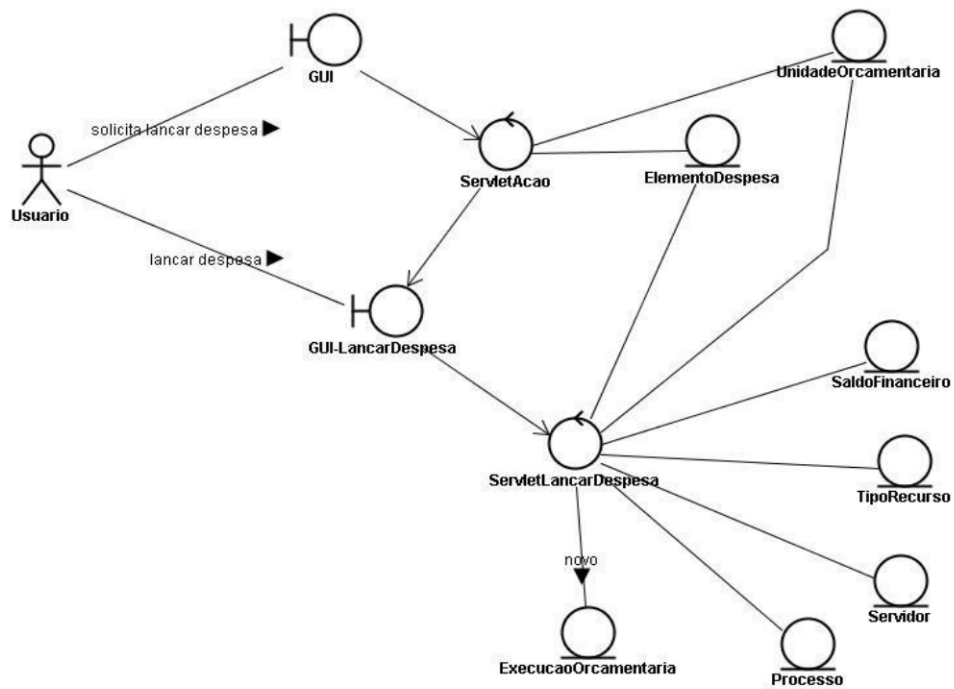 GUI
UnidadeOrcamentaria
solicita lancar despesa
ServletAcao
ElementoDespesa
Usuario
lancar despesa
GUI-LancarDespesa
SaldoFinanceiro
ServletLancarDespesa
TipoRecurso
novo
Servidor
ExecucaoOrcamentaria
Processo